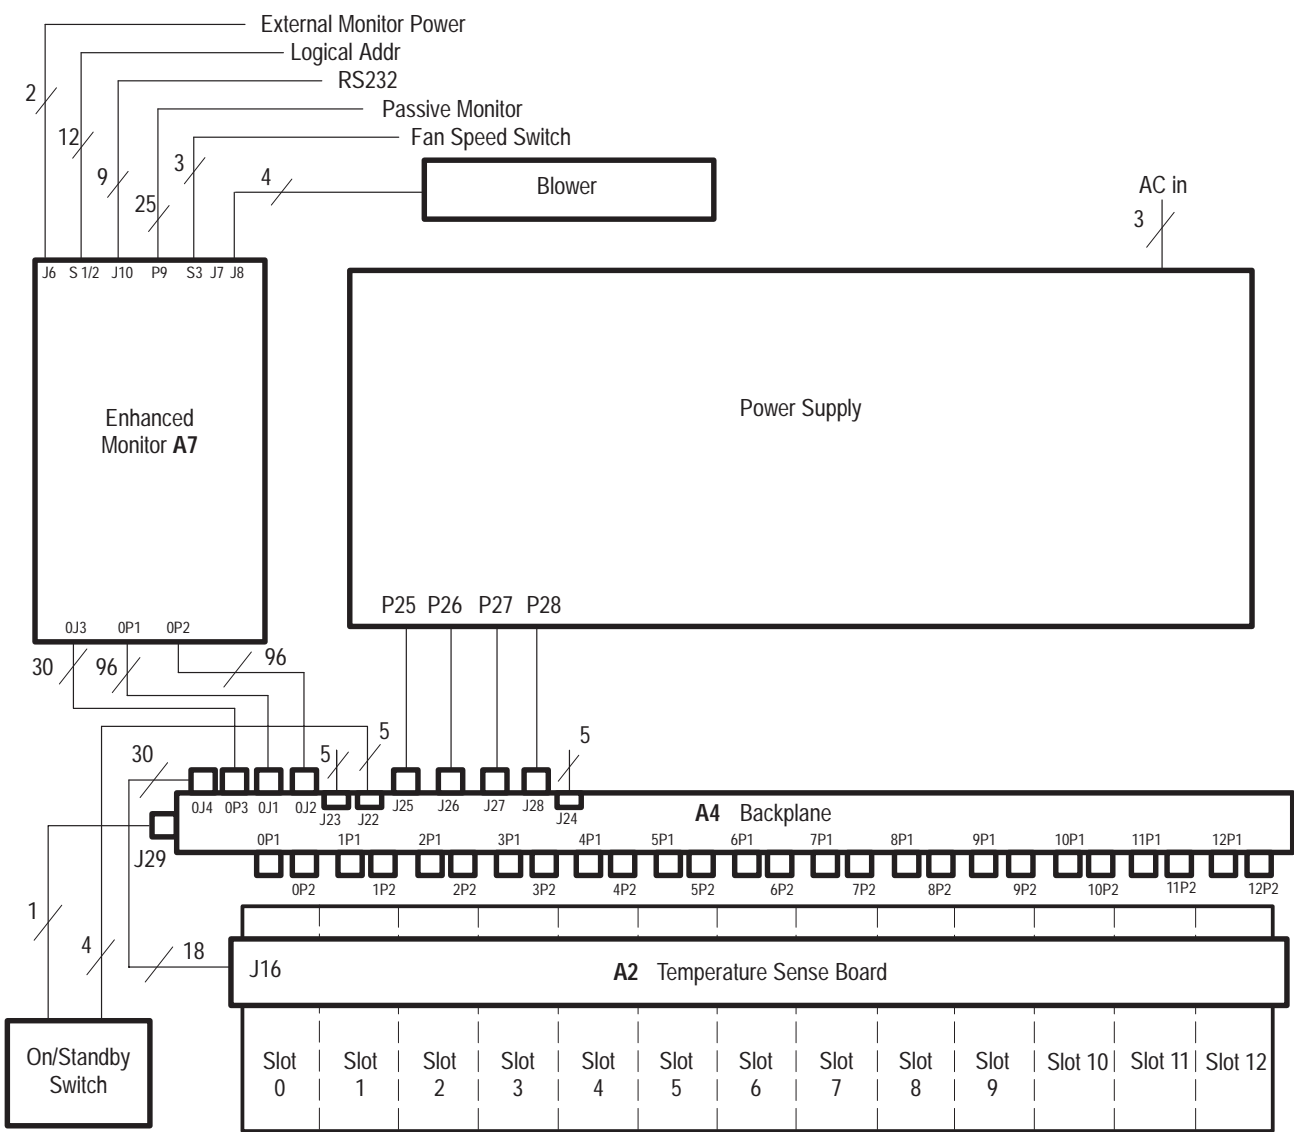 External Monitor Power
Logical Addr
RS232
2
Passive Monitor
12
Fan Speed Switch
3
9
4
Blower
AC in
25
3
J6 S 1/2 J10 P9 S3 J7 J8
Enhanced
Monitor A7
Power Supply
P25 P26 P27 P28
0J3 0P1 0P2
30 96 96
5 5 5
30
0J4 0P3 0J1 0J2 J23 J22 J25 J26 J27 J28 J24
A4 Backplane
J29
0P1 1P1 2P1 3P1 4P1 5P1 6P1 7P1 8P1 9P1 10P1 11P1 12P1
0P2 1P2 2P2 3P2 4P2 5P2 6P2 7P2 8P2 9P2 10P2 11P2 12P2
1
4
18
J16
A2 Temperature Sense Board
On/Standby
Switch
Slot
0
Slot
1
Slot
2
Slot
3
Slot
4
Slot
5
Slot
6
Slot
7
Slot
8
Slot
9
Slot 10
Slot 11
Slot 12